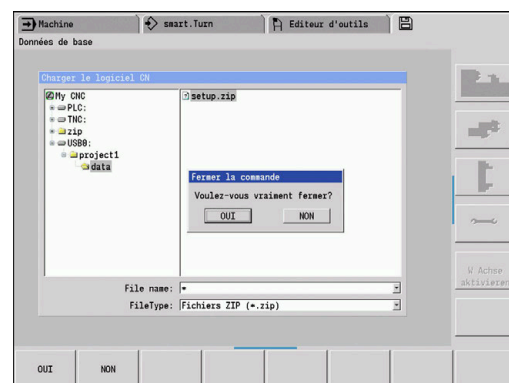 Machine
smart.Turn
Editeur d'outils
Données de base
Charger le logiciel CN
My CNC
PLC:
TNC:
zip
USB0:
project1
data
setup.zip
Fermer la commande
Voulez-vous vraiment fermer?
OUI NON
File name: *
FileType: Fichiers ZIP (*.zip)
W Achse
aktivieren
OUI NON